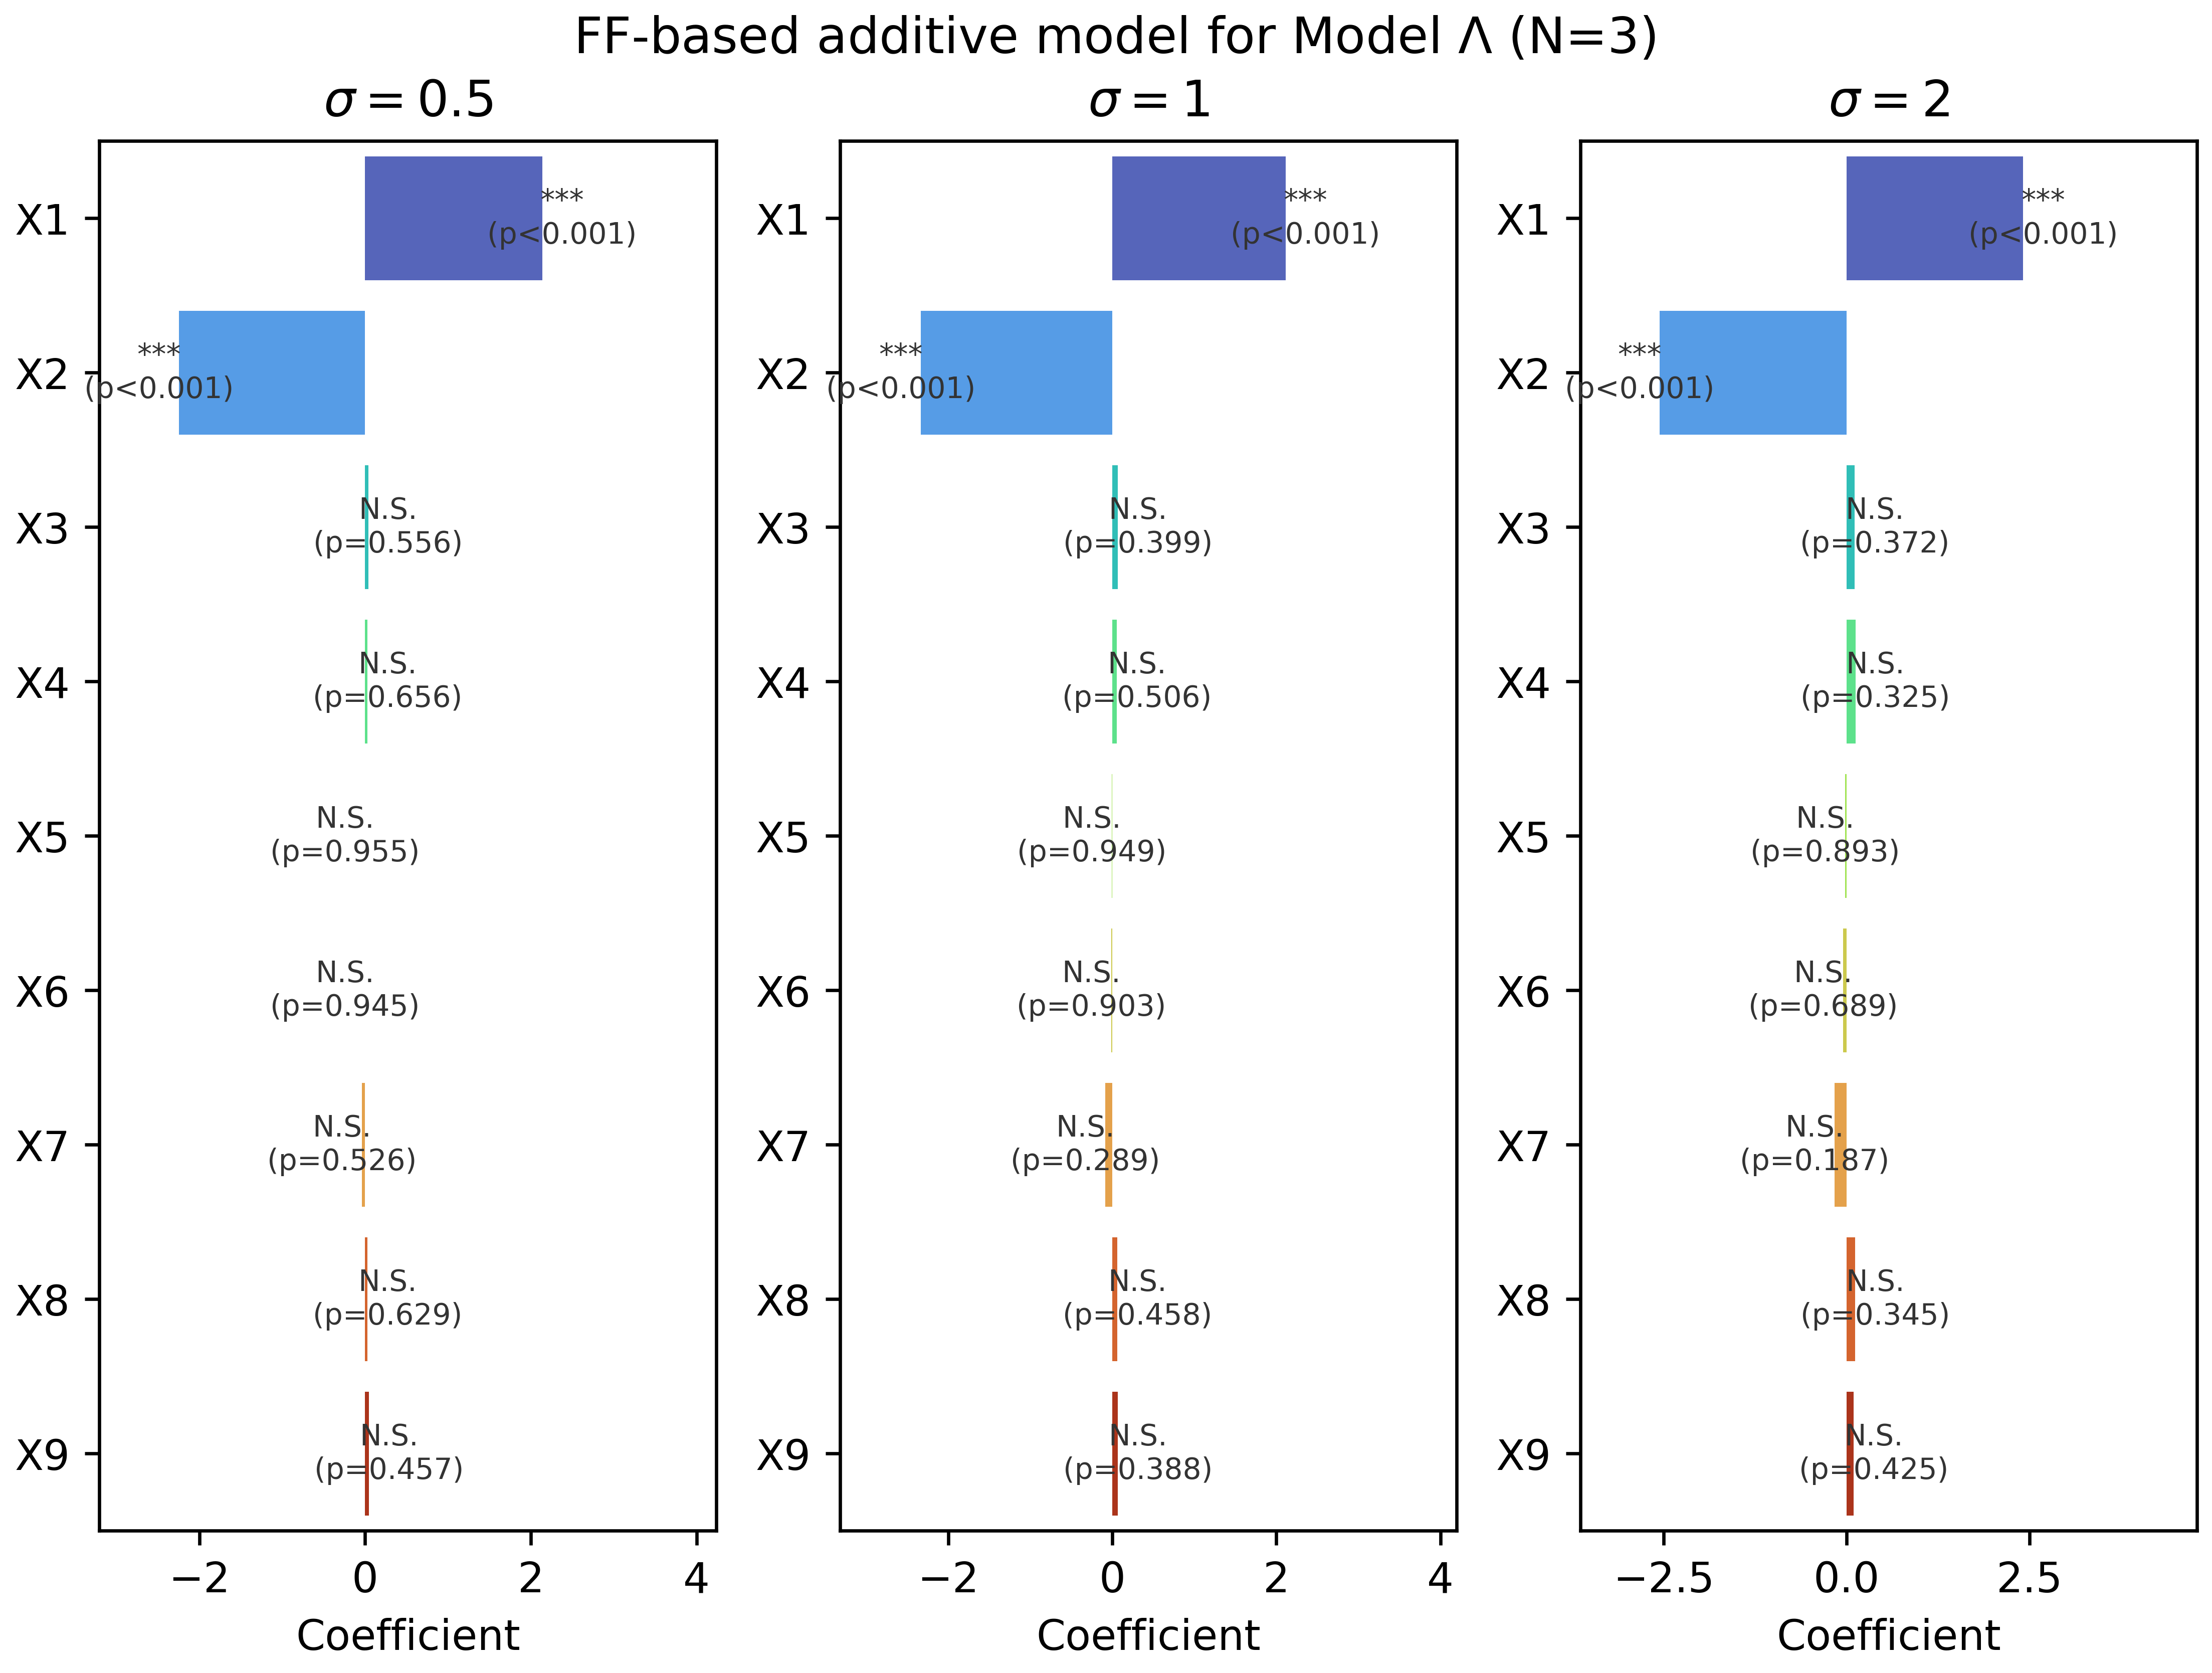 FF-based additive model for Model Λ (N=3)
σ = 0.5
X1
***
(p<0.001)
X2
***
(p<0.001)
X3
N.S.
(p=0.556)
X4
N.S.
(p=0.656)
X5
N.S.
(p=0.955)
X6
N.S.
(p=0.945)
X7
N.S.
(p=0.526)
X8
N.S.
(p=0.629)
X9
N.S.
(p=0.457)
−2 0 2 4
Coefficient
σ = 1
X1
***
(p<0.001)
X2
***
(p<0.001)
X3
N.S.
(p=0.399)
X4
N.S.
(p=0.506)
X5
N.S.
(p=0.949)
X6
N.S.
(p=0.903)
X7
N.S.
(p=0.289)
X8
N.S.
(p=0.458)
X9
N.S.
(p=0.388)
−2 0 2 4
Coefficient
σ = 2
X1
***
(p<0.001)
X2
***
(p<0.001)
X3
N.S.
(p=0.372)
X4
N.S.
(p=0.325)
X5
N.S.
(p=0.893)
X6
N.S.
(p=0.689)
X7
N.S.
(p=0.187)
X8
N.S.
(p=0.345)
X9
N.S.
(p=0.425)
−2.5 0.0 2.5
Coefficient